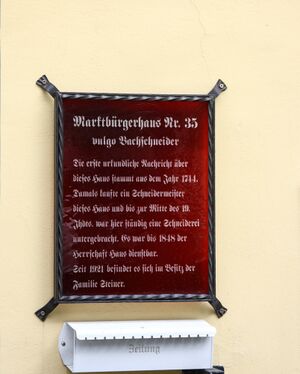 Marktbürgerhaus Nr. 35
vulgo Bachschneider
Die erste urkundliche Nachricht über
dieses Haus stammt aus dem Jahr 1744.
Damals kaufte ein Schneidermeister
dieses Haus und bis zur Mitte des 19.
Jhdts. war hier ständig eine Schneiderei
untergebracht. Es war bis 1848 der
Herrschaft Haus dienstbar.
Seit 1921 befindet es sich im Besitz der
Familie Steiner.
Zeitung